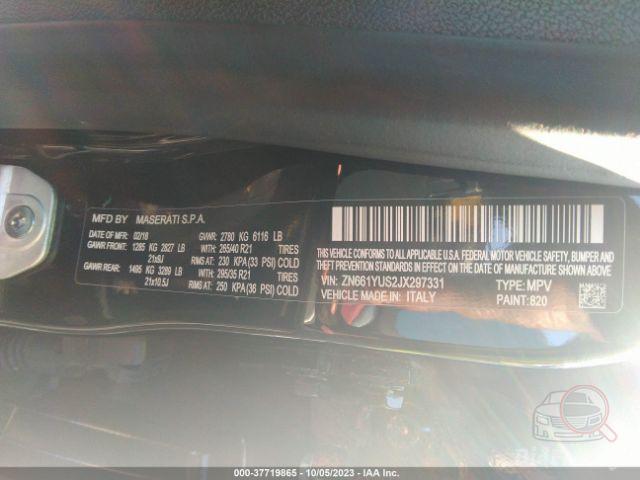 MFD BY MASERATI S.P.A.
DATE OF MFR: 02/18 GVWR: 2780 KG 6116 LB
GAWR FRONT: 1285 KG 2827 LB WITH: 265/40 R21 TIRES
21x9J RIMS AT: 230 KPA (33 PSI) COLD
GAWR REAR: 1495 KG 3289 LB WITH: 295/35 R21 TIRES
21x10.5J RIMS AT: 250 KPA (36 PSI) COLD
THIS VEHICLE CONFORMS TO ALL APPLICABLE U.S.A. FEDERAL MOTOR VEHICLE SAFETY, BUMPER
AND THEFT PREVENTION STANDARDS IN EFFECT ON THE DATE OF MANUFACTURE SHOWN ABOVE
VIN: ZN661YUS2JX297331 TYPE: MPV
VEHICLE MADE IN: ITALY PAINT: 820
000-37719865 - 10/05/2023 - IAA Inc.